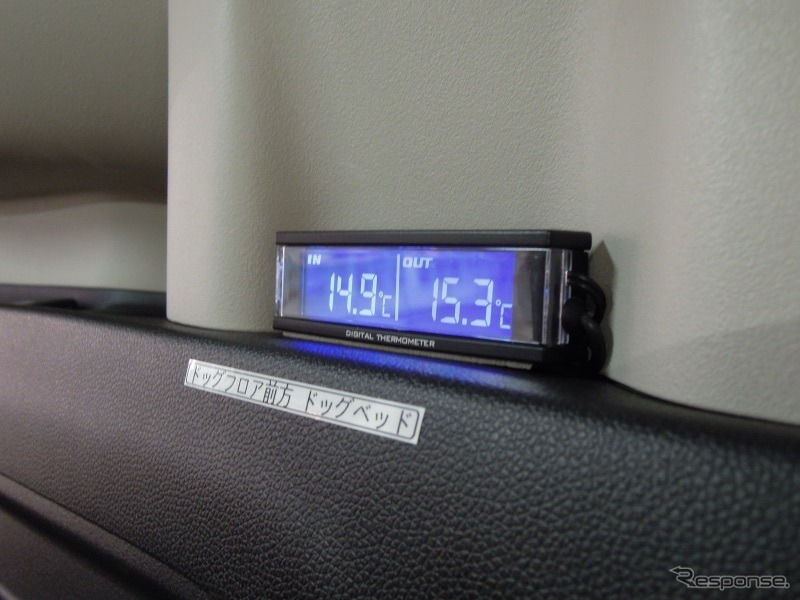 IN OUT
14.9℃ 15.3℃
DIGITAL THERMOMETER
ドッグフロア前方 ドッグベッド
Response.